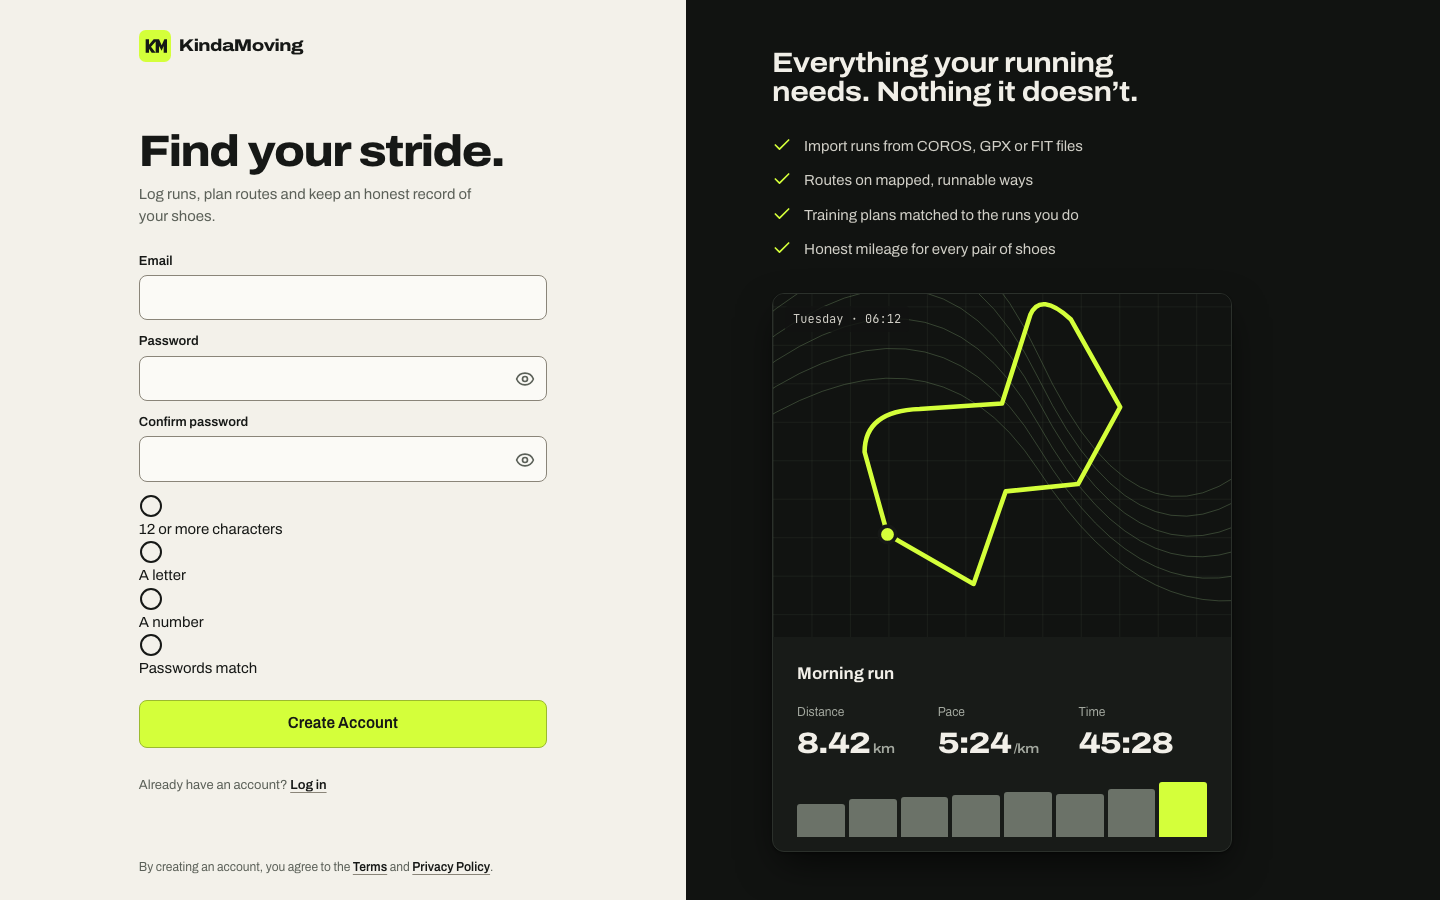 KM KindaMoving
Find your stride.
Log runs, plan routes and keep an honest record of
your shoes.
Email
Password
Confirm password
12 or more characters
A letter
A number
Passwords match
Create Account
Already have an account? Log in
By creating an account, you agree to the Terms and Privacy Policy.
Everything your running
needs. Nothing it doesn’t.
Import runs from COROS, GPX or FIT files
Routes on mapped, runnable ways
Training plans matched to the runs you do
Honest mileage for every pair of shoes
Tuesday · 06:12
Morning run
Distance Pace Time
8.42 km 5:24 /km 45:28